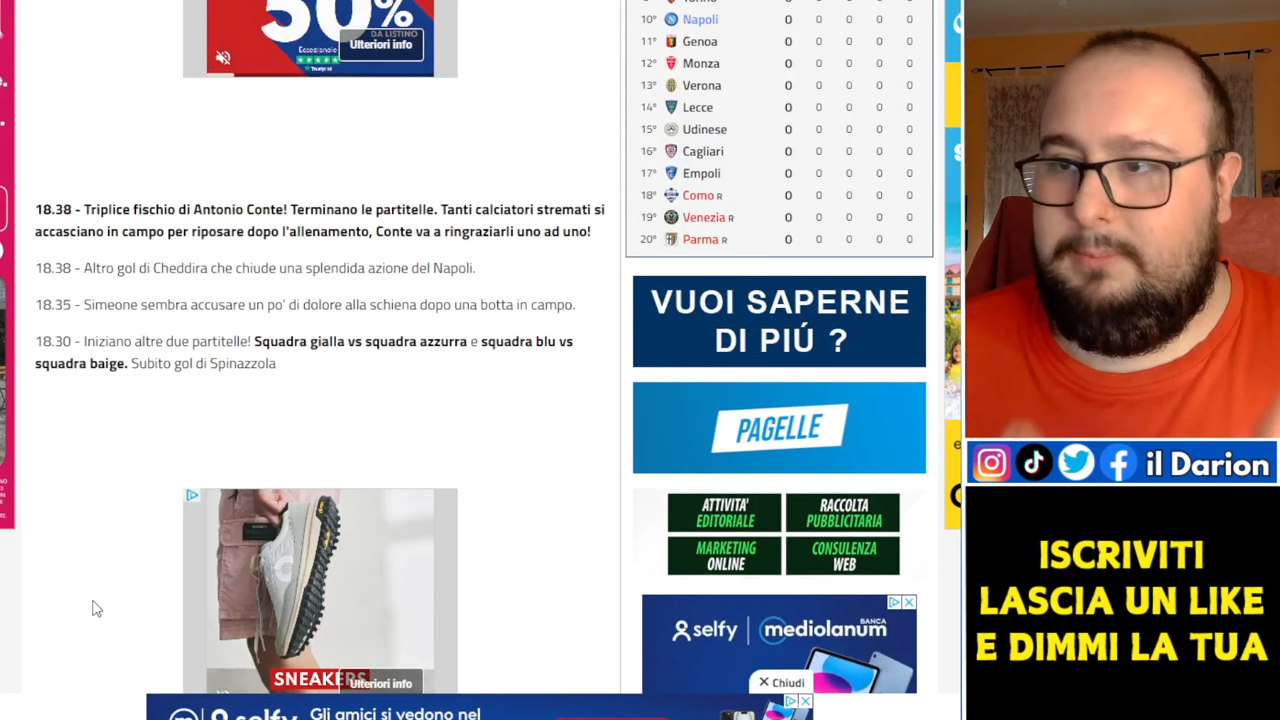 50%
DA LISTINO
Eccezionale
Trustpilot
Ulteriori info
10° Napoli 0 0 0 0 0
11° Genoa 0 0 0 0 0
12° Monza 0 0 0 0 0
13° Verona 0 0 0 0 0
14° Lecce 0 0 0 0 0
15° Udinese 0 0 0 0 0
16° Cagliari 0 0 0 0 0
17° Empoli 0 0 0 0 0
18° Como R 0 0 0 0 0
19° Venezia R 0 0 0 0 0
20° Parma R 0 0 0 0 0
18.38 - Triplice fischio di Antonio Conte! Terminano le partitelle. Tanti calciatori stremati si
accasciano in campo per riposare dopo l'allenamento, Conte va a ringraziarli uno ad uno!
18.38 - Altro gol di Cheddira che chiude una splendida azione del Napoli.
18.35 - Simeone sembra accusare un po' di dolore alla schiena dopo una botta in campo.
18.30 - Iniziano altre due partitelle! Squadra gialla vs squadra azzurra e squadra blu vs
squadra baige. Subito gol di Spinazzola
VUOI SAPERNE
DI PIÚ ?
PAGELLE
ATTIVITA'
EDITORIALE
RACCOLTA
PUBBLICITARIA
MARKETING
ONLINE
CONSULENZA
WEB
selfy mediolanum
BANCA
Chiudi
SNEAKERS
Ulteriori info
selfy Gli amici si vedono nel
il Darion
ISCRIVITI
LASCIA UN LIKE
E DIMMI LA TUA